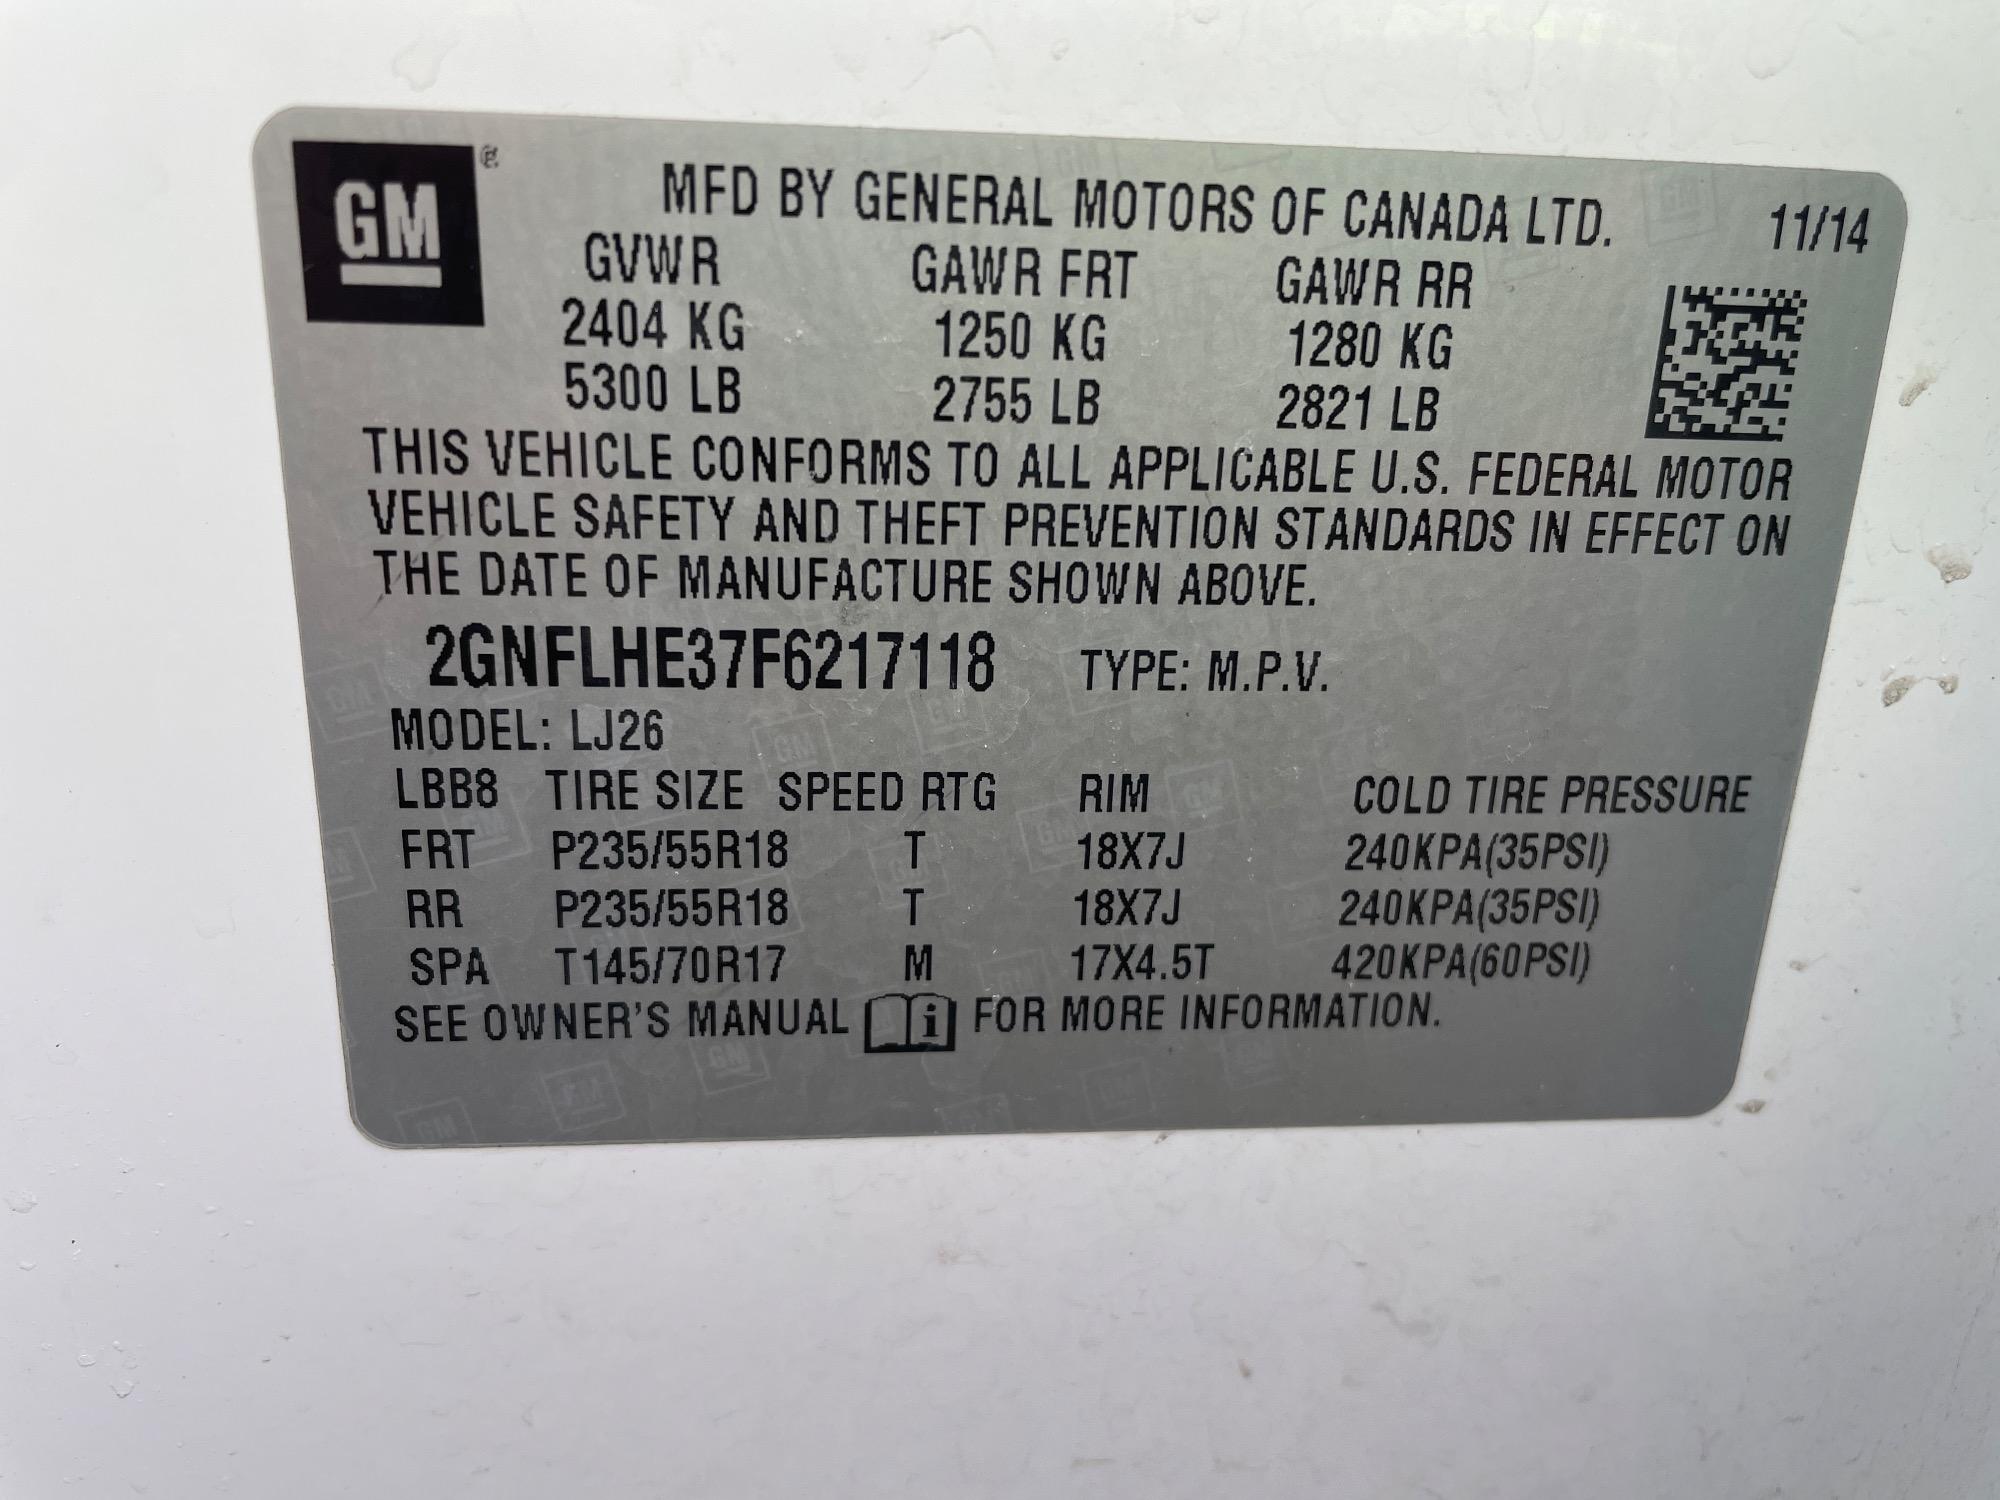 GM
MFD BY GENERAL MOTORS OF CANADA LTD. 11/14
GVWR GAWR FRT GAWR RR
2404 KG 1250 KG 1280 KG
5300 LB 2755 LB 2821 LB
THIS VEHICLE CONFORMS TO ALL APPLICABLE U.S. FEDERAL MOTOR
VEHICLE SAFETY AND THEFT PREVENTION STANDARDS IN EFFECT ON
THE DATE OF MANUFACTURE SHOWN ABOVE.
2GNFLHE37F6217118 TYPE: M.P.V.
MODEL: LJ26
LBB8 TIRE SIZE SPEED RTG RIM COLD TIRE PRESSURE
FRT P235/55R18 T 18X7J 240KPA(35PSI)
RR P235/55R18 T 18X7J 240KPA(35PSI)
SPA T145/70R17 M 17X4.5T 420KPA(60PSI)
SEE OWNER'S MANUAL i FOR MORE INFORMATION.